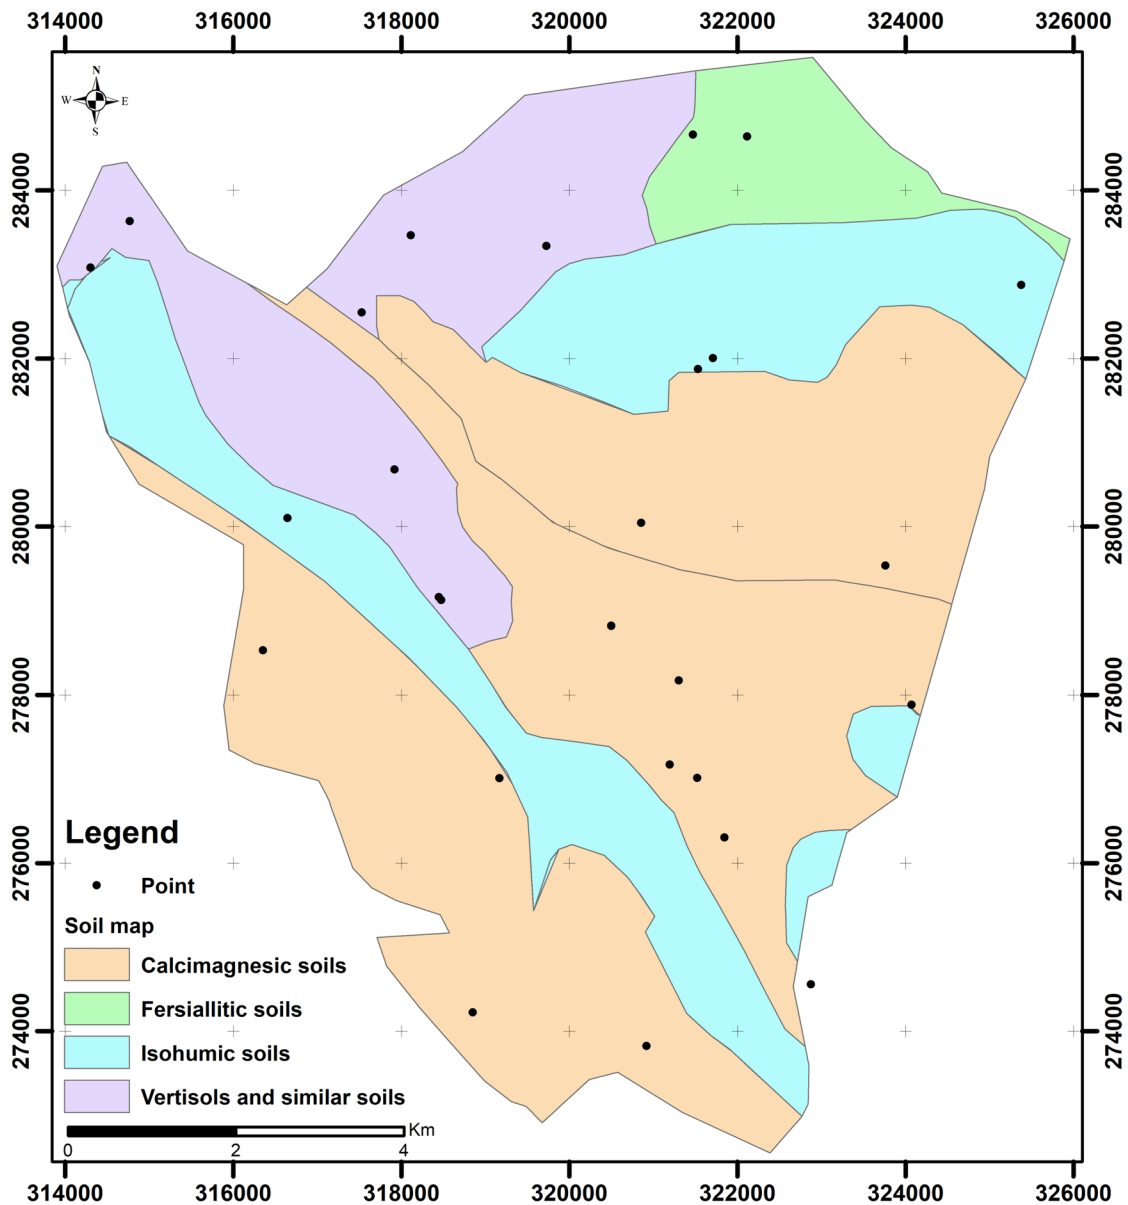 314000 316000 318000 320000 322000 324000 326000
N
W E
S
284000 284000
282000 282000
280000 280000
278000 278000
276000 276000
274000 274000
Legend
Point
Soil map
Calcimagnesic soils
Fersiallitic soils
Isohumic soils
Vertisols and similar soils
Km
0 2 4
314000 316000 318000 320000 322000 324000 326000